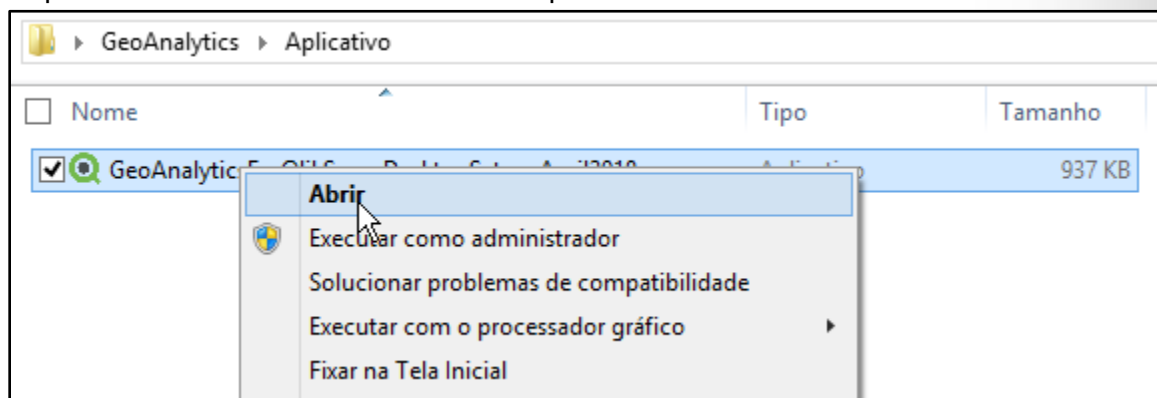 GeoAnalytics Aplicativo
Nome Tipo Tamanho
GeoAnalytic 937 KB
Abrir
Executar como administrador
Solucionar problemas de compatibilidade
Executar com o processador gráfico
Fixar na Tela Inicial